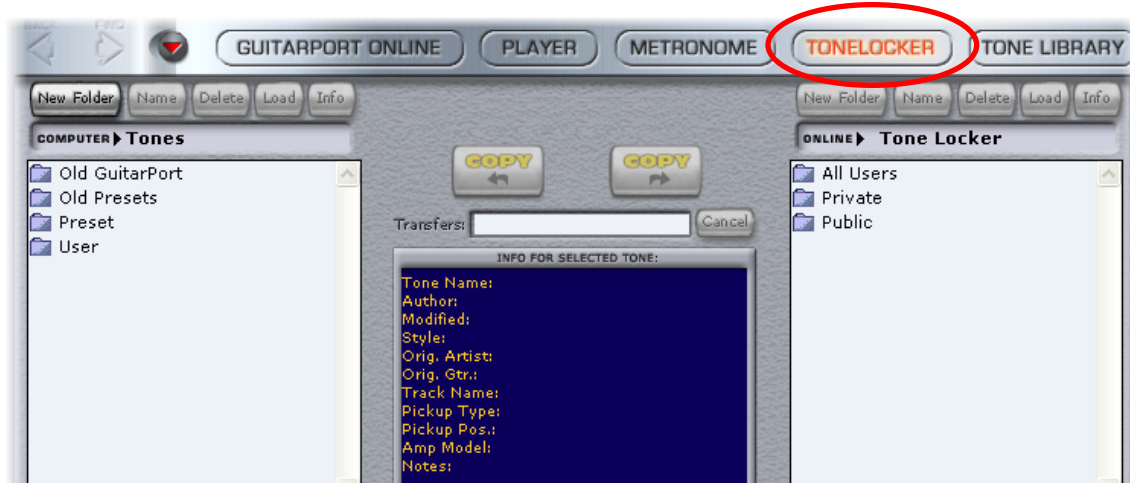 BACK FWD
GUITARPORT ONLINE PLAYER METRONOME TONELOCKER TONE LIBRARY
New Folder Name Delete Load Info
COMPUTER Tones
Old GuitarPort
Old Presets
Preset
User
COPY COPY
Transfers: Cancel
INFO FOR SELECTED TONE:
Tone Name:
Author:
Modified:
Style:
Orig. Artist:
Orig. Gtr.:
Track Name:
Pickup Type:
Pickup Pos.:
Amp Model:
Notes:
New Folder Name Delete Load Info
ONLINE Tone Locker
All Users
Private
Public